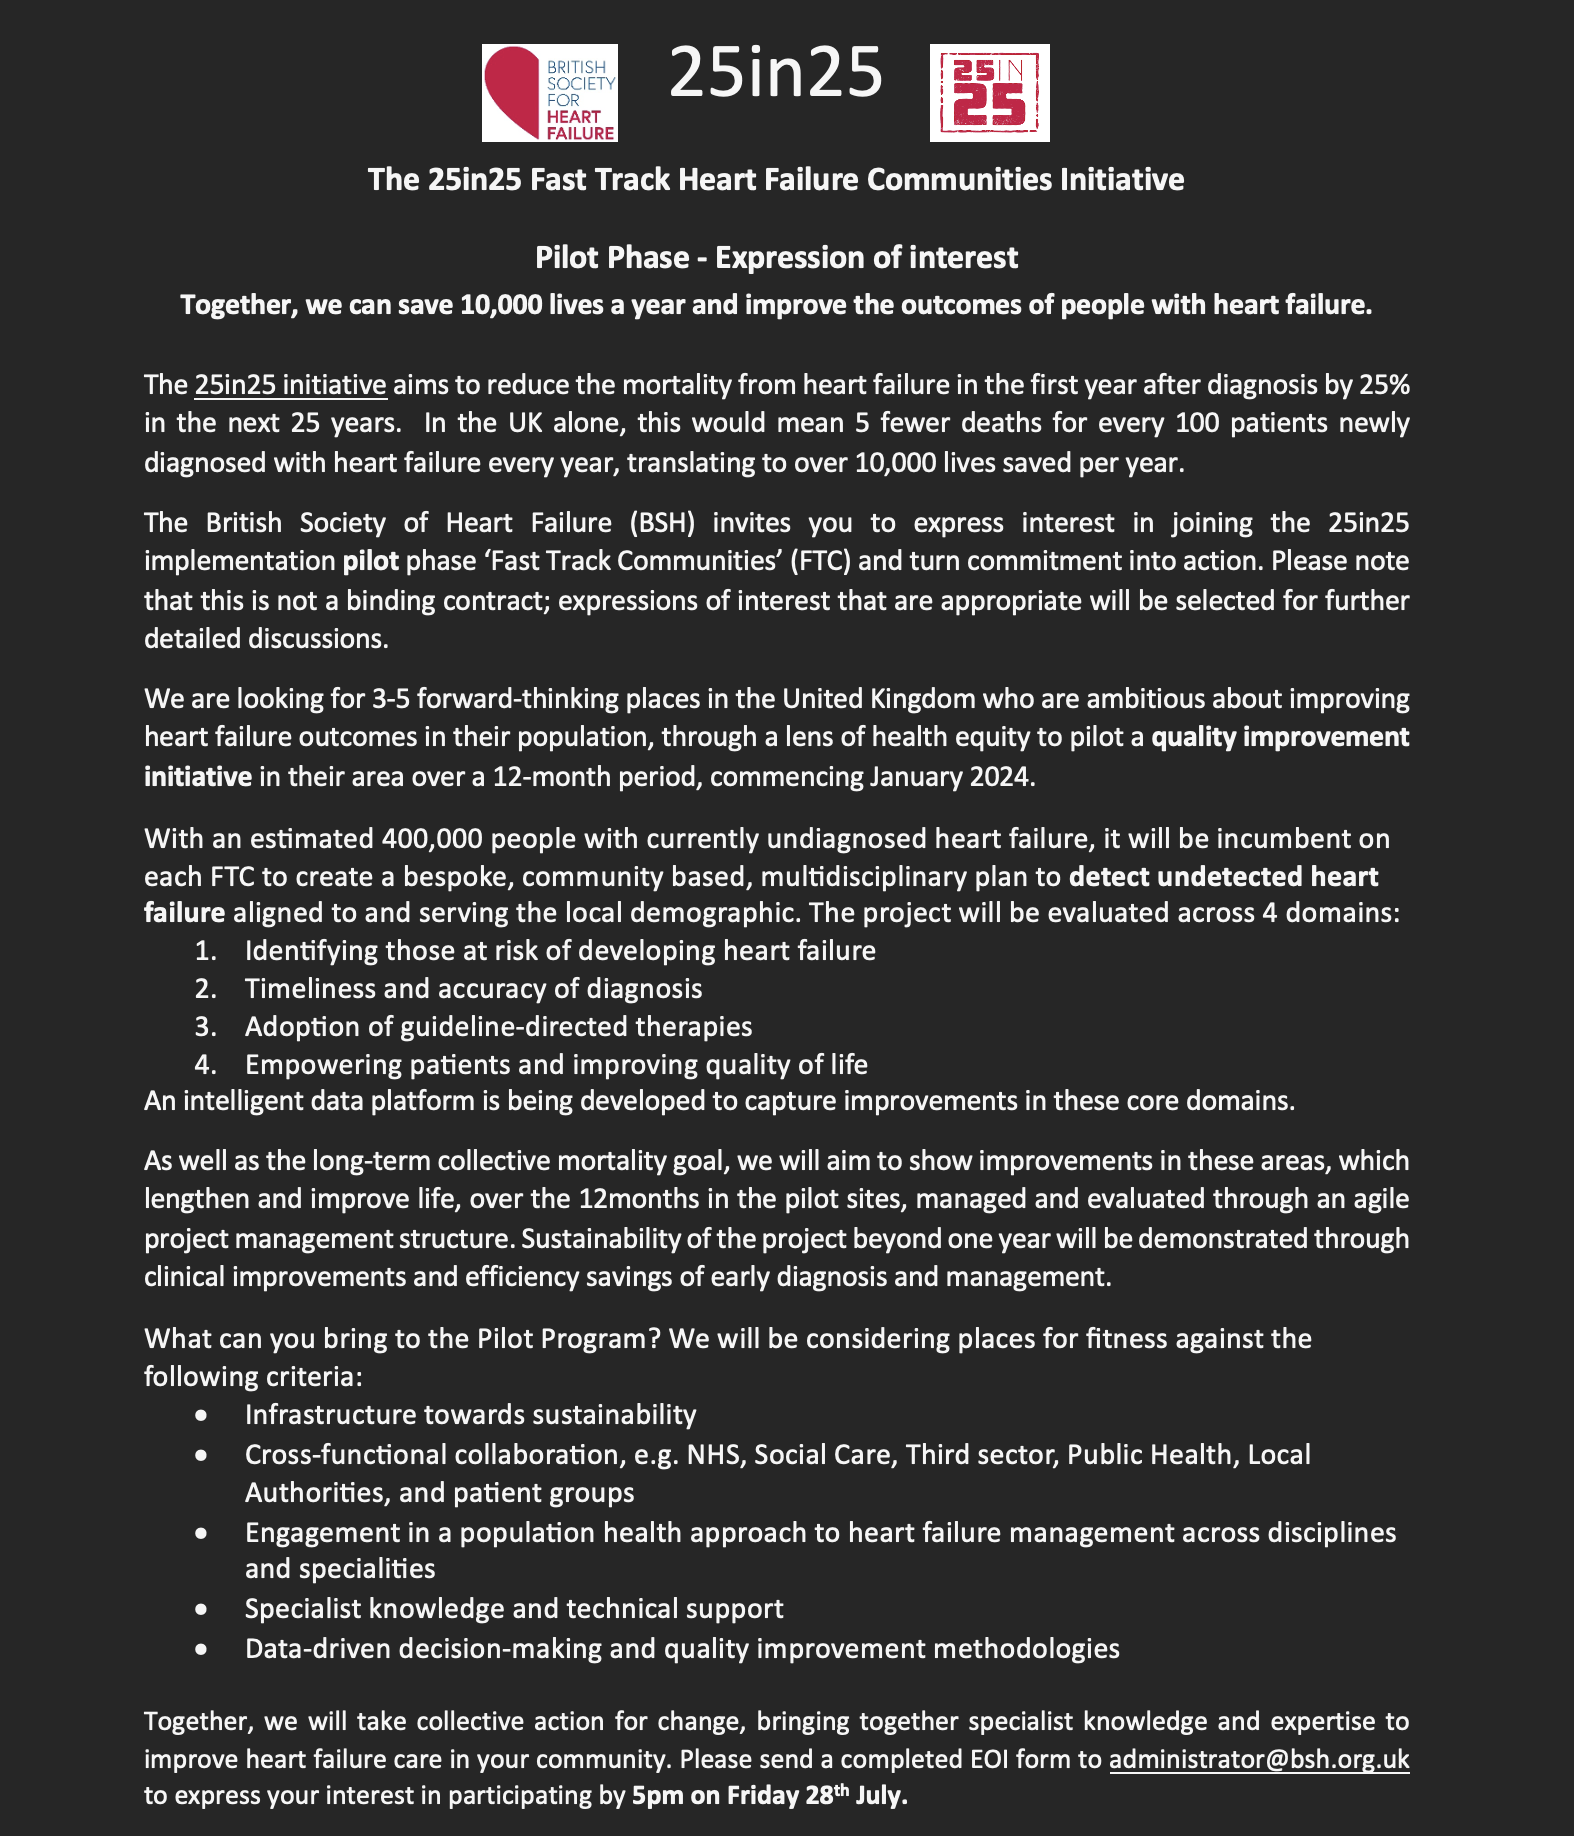 BRITISH
SOCIETY
FOR
HEART
FAILURE
25in25
25IN
25
The 25in25 Fast Track Heart Failure Communities Initiative
Pilot Phase - Expression of interest
Together, we can save 10,000 lives a year and improve the outcomes of people with heart failure.
The 25in25 initiative aims to reduce the mortality from heart failure in the first year after diagnosis by 25%
in the next 25 years.  In the UK alone, this would mean 5 fewer deaths for every 100 patients newly
diagnosed with heart failure every year, translating to over 10,000 lives saved per year.
The British Society of Heart Failure (BSH) invites you to express interest in joining the 25in25
implementation pilot phase ‘Fast Track Communities’ (FTC) and turn commitment into action. Please note
that this is not a binding contract; expressions of interest that are appropriate will be selected for further
detailed discussions.
We are looking for 3-5 forward-thinking places in the United Kingdom who are ambitious about improving
heart failure outcomes in their population, through a lens of health equity to pilot a quality improvement
initiative in their area over a 12-month period, commencing January 2024.
With an estimated 400,000 people with currently undiagnosed heart failure, it will be incumbent on
each FTC to create a bespoke, community based, multidisciplinary plan to detect undetected heart
failure aligned to and serving the local demographic. The project will be evaluated across 4 domains:
1. Identifying those at risk of developing heart failure
2. Timeliness and accuracy of diagnosis
3. Adoption of guideline-directed therapies
4. Empowering patients and improving quality of life
An intelligent data platform is being developed to capture improvements in these core domains.
As well as the long-term collective mortality goal, we will aim to show improvements in these areas, which
lengthen and improve life, over the 12months in the pilot sites, managed and evaluated through an agile
project management structure. Sustainability of the project beyond one year will be demonstrated through
clinical improvements and efficiency savings of early diagnosis and management.
What can you bring to the Pilot Program? We will be considering places for fitness against the
following criteria:
• Infrastructure towards sustainability
• Cross-functional collaboration, e.g. NHS, Social Care, Third sector, Public Health, Local
Authorities, and patient groups
• Engagement in a population health approach to heart failure management across disciplines
and specialities
• Specialist knowledge and technical support
• Data-driven decision-making and quality improvement methodologies
Together, we will take collective action for change, bringing together specialist knowledge and expertise to
improve heart failure care in your community. Please send a completed EOI form to administrator@bsh.org.uk
to express your interest in participating by 5pm on Friday 28th July.